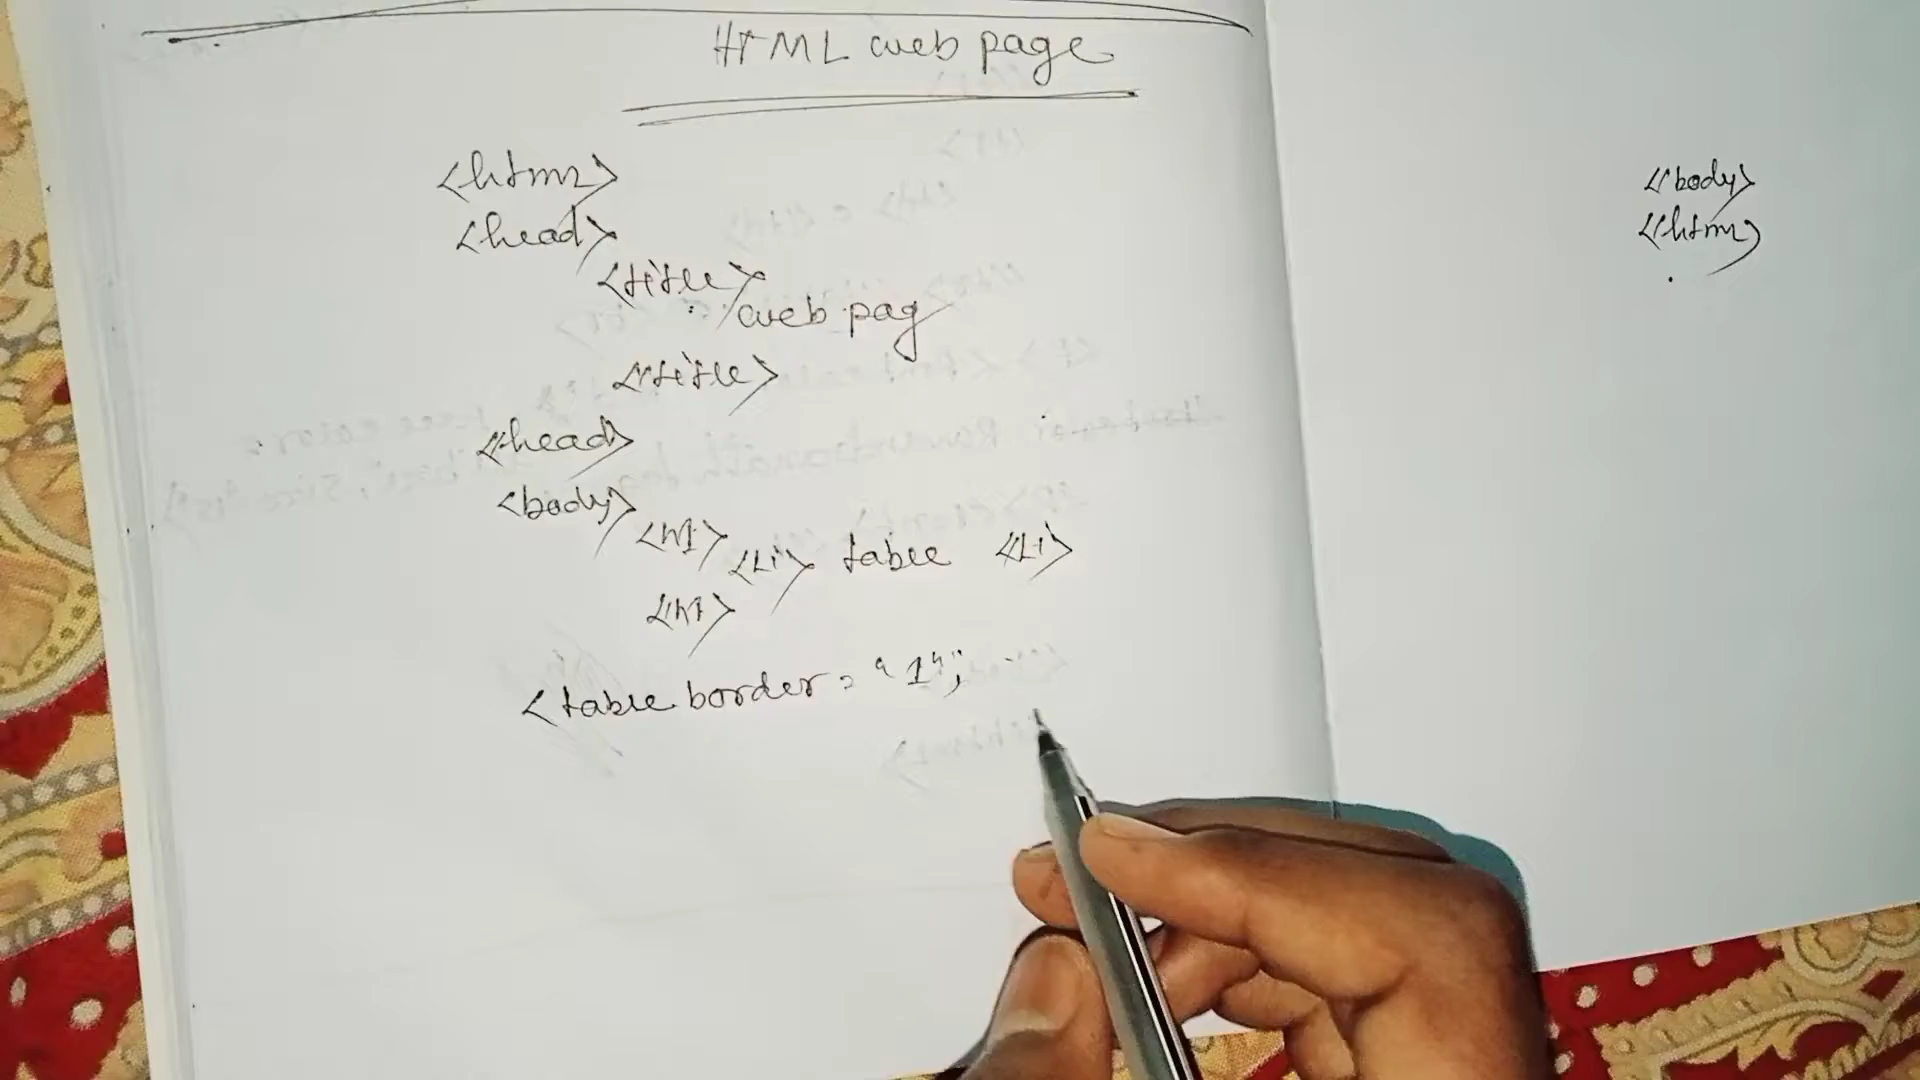 HTML web page
<html>
<head>
<title>
web pag
</title>
</head>
<body>
<h1>
<Li> table </Li>
</h1>
<table border = "1";
</body>
</html>